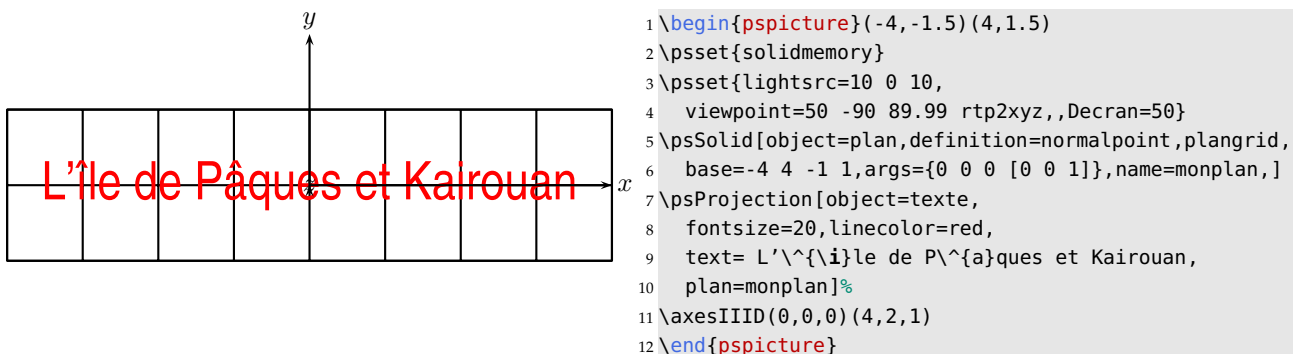 y
L'île de Pâques et Kairouan
x
1 \begin{pspicture}(-4,-1.5)(4,1.5)
2 \psset{solidmemory}
3 \psset{lightsrc=10 0 10,
4 viewpoint=50 -90 89.99 rtp2xyz,,Decran=50}
5 \psSolid[object=plan,definition=normalpoint,plangrid,
6 base=-4 4 -1 1,args={0 0 0 [0 0 1]},name=monplan,]
7 \psProjection[object=texte,
8 fontsize=20,linecolor=red,
9 text= L'\^{\i}le de P\^{a}ques et Kairouan,
10 plan=monplan]%
11 \axesIIID(0,0,0)(4,2,1)
12 \end{pspicture}